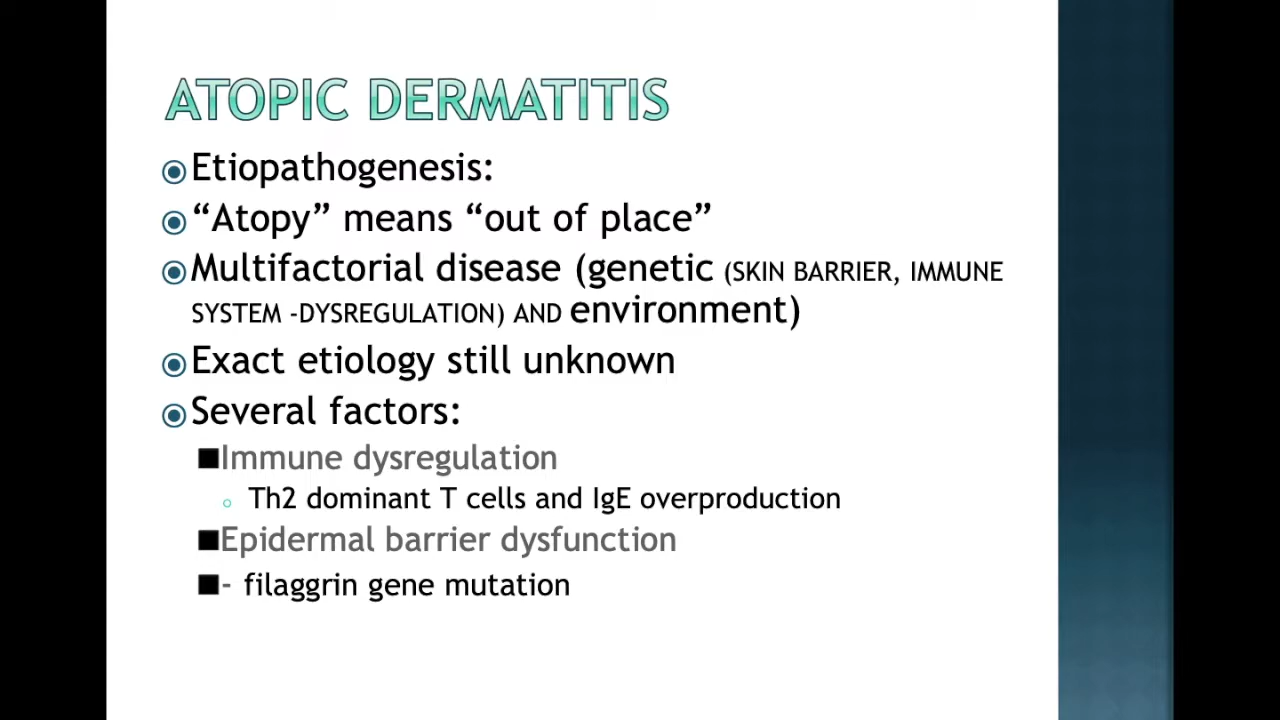 ATOPIC DERMATITIS
Etiopathogenesis:
“Atopy” means “out of place”
Multifactorial disease (genetic (SKIN BARRIER, IMMUNE
SYSTEM -DYSREGULATION) AND environment)
Exact etiology still unknown
Several factors:
Immune dysregulation
Th2 dominant T cells and IgE overproduction
Epidermal barrier dysfunction
- filaggrin gene mutation